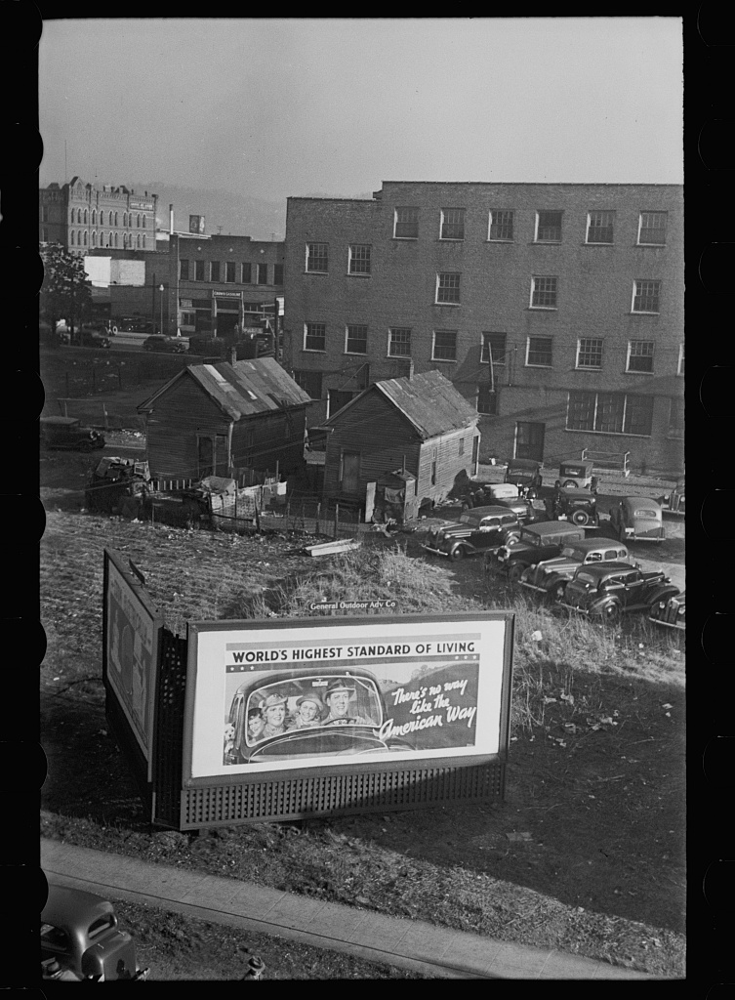 General Outdoor Adv Co
WORLD'S HIGHEST STANDARD OF LIVING
There's no way
like the
American Way